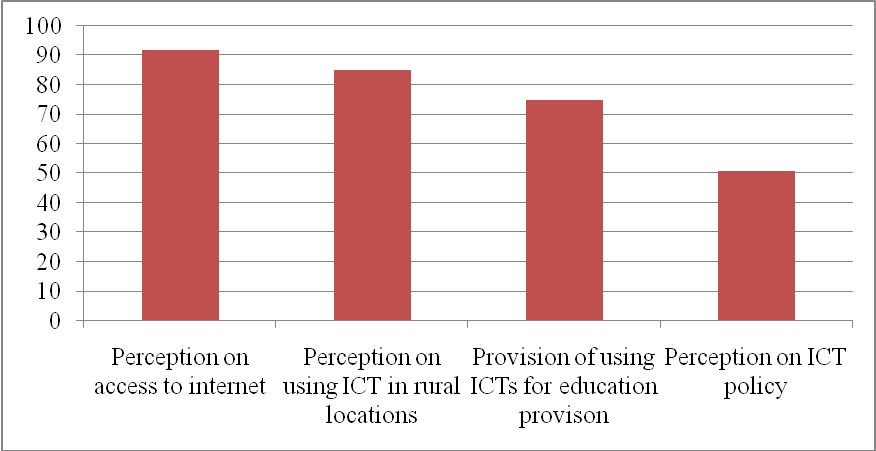 100
90
80
70
60
50
40
30
20
10
0
Perception on
access to internet
Perception on
using ICT in rural
locations
Provision of using
ICTs for education
provison
Perception on ICT
policy